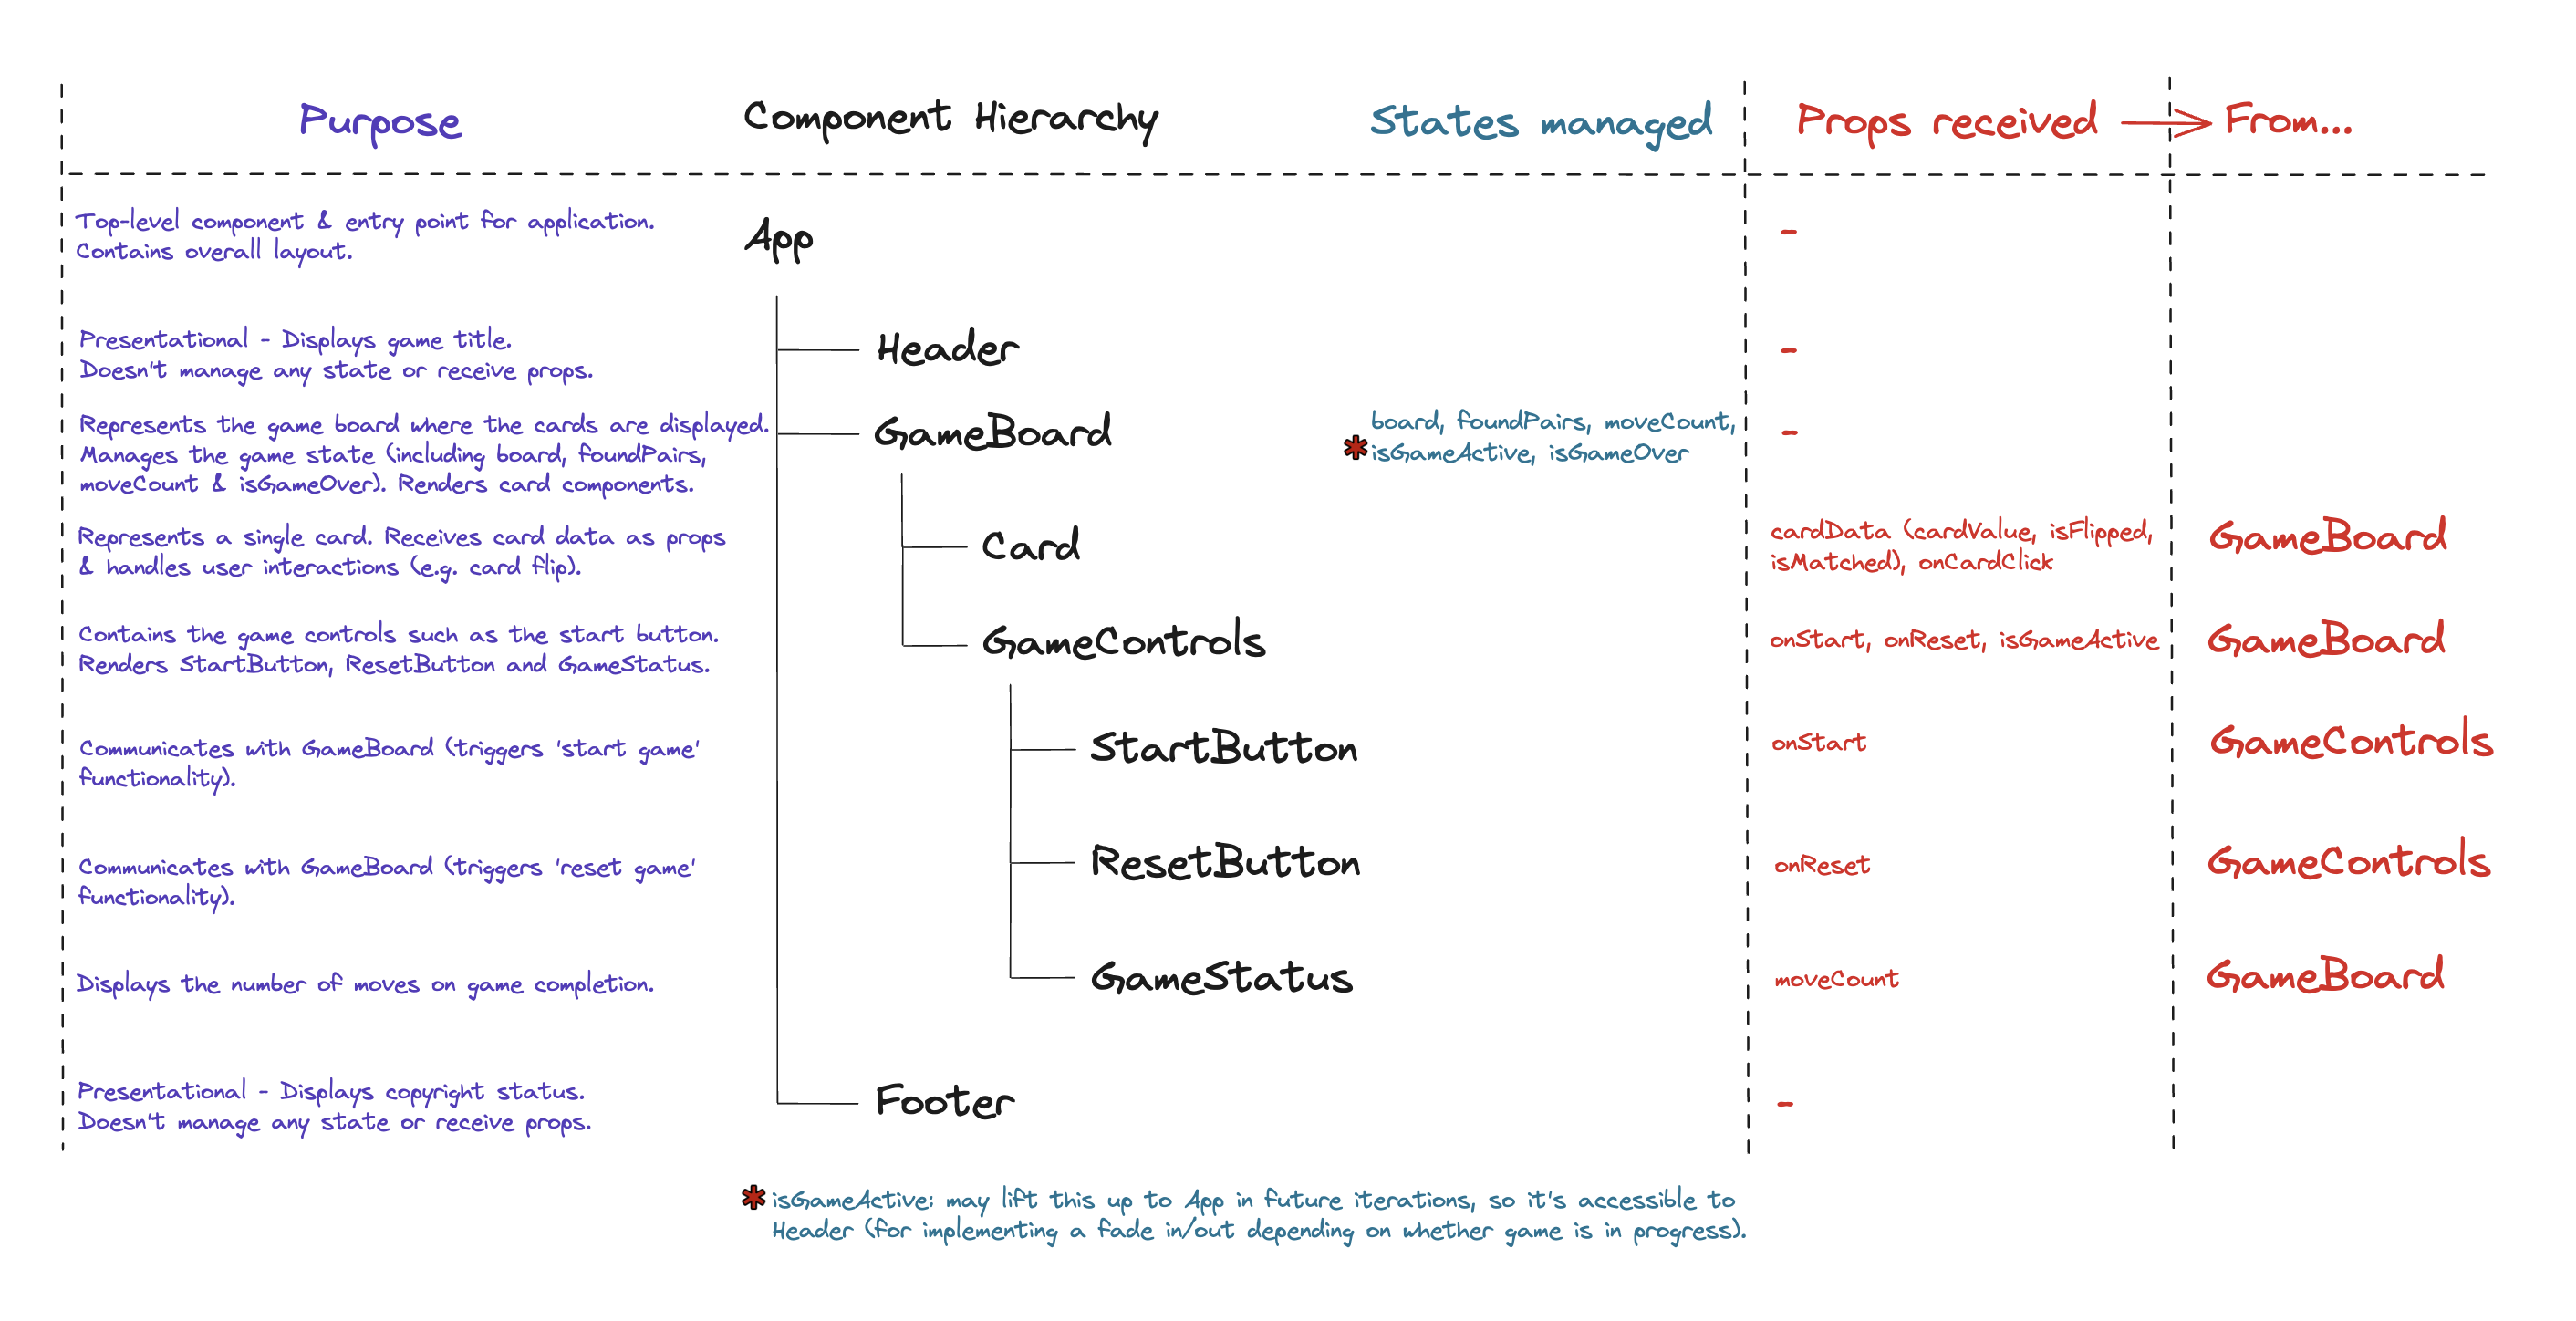 Purpose
Component Hierarchy
States managed
Props received
From...
Top-level component & entry point for application.
Contains overall layout.
App
-
Presentational - Displays game title.
Doesn't manage any state or receive props.
Header
-
Represents the game board where the cards are displayed.
Manages the game state (including board, foundPairs,
moveCount & isGameOver). Renders card components.
GameBoard
board, foundPairs, moveCount,
* isGameActive, isGameOver
-
Represents a single card. Receives card data as props
& handles user interactions (e.g. card flip).
Card
cardData (cardValue, isFlipped,
isMatched), onCardClick
GameBoard
Contains the game controls such as the start button.
Renders StartButton, ResetButton and GameStatus.
GameControls
onStart, onReset, isGameActive
GameBoard
Communicates with GameBoard (triggers 'start game'
functionality).
StartButton
onStart
GameControls
Communicates with GameBoard (triggers 'reset game'
functionality).
ResetButton
onReset
GameControls
Displays the number of moves on game completion.
GameStatus
moveCount
GameBoard
Presentational - Displays copyright status.
Doesn't manage any state or receive props.
Footer
-
* isGameActive: may lift this up to App in future iterations, so it's accessible to
Header (for implementing a fade in/out depending on whether game is in progress).